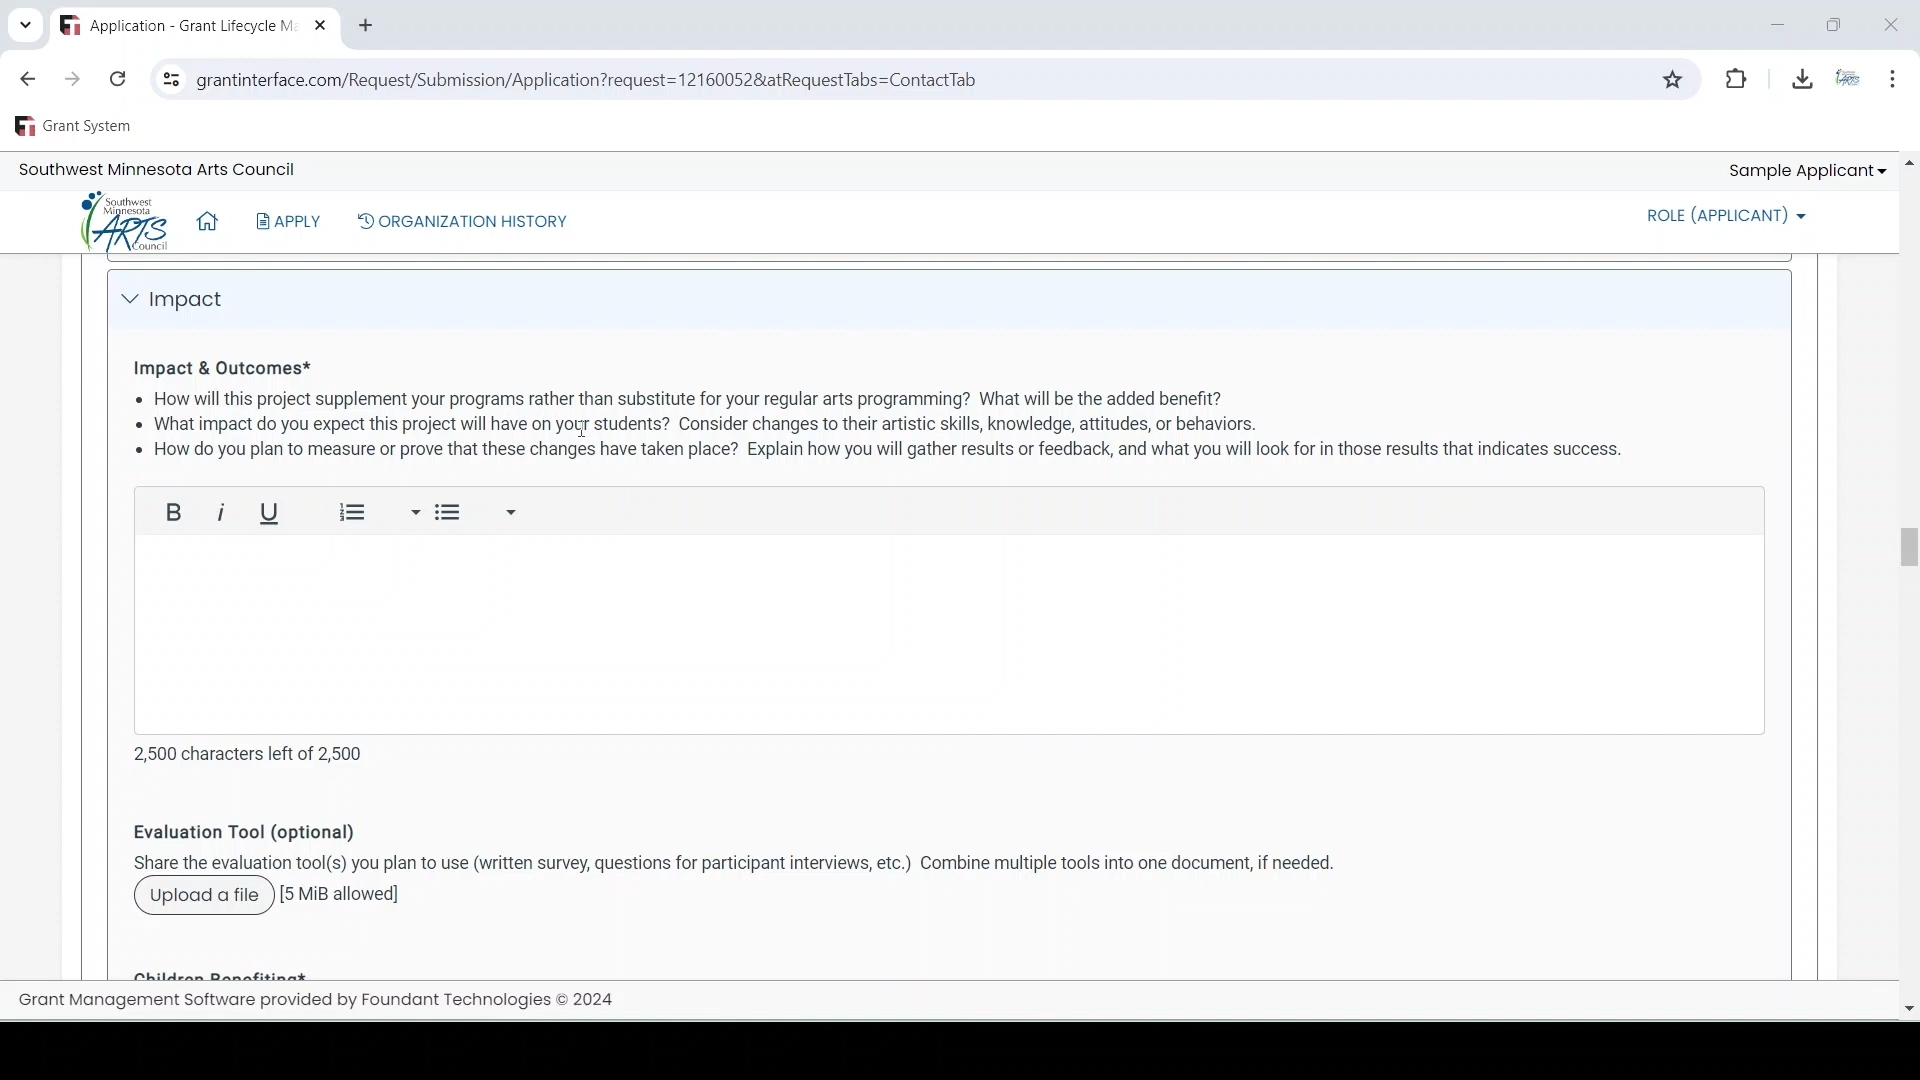 Application - Grant Lifecycle Ma
grantinterface.com/Request/Submission/Application?request=12160052&atRequestTabs=ContactTab
Grant System
Southwest Minnesota Arts Council
Sample Applicant
Southwest
Minnesota
ARTS
Council
APPLY
ORGANIZATION HISTORY
ROLE (APPLICANT)
Impact
Impact & Outcomes*
• How will this project supplement your programs rather than substitute for your regular arts programming?  What will be the added benefit?
• What impact do you expect this project will have on your students?  Consider changes to their artistic skills, knowledge, attitudes, or behaviors.
• How do you plan to measure or prove that these changes have taken place?  Explain how you will gather results or feedback, and what you will look for in those results that indicates success.
B i U
2,500 characters left of 2,500
Evaluation Tool (optional)
Share the evaluation tool(s) you plan to use (written survey, questions for participant interviews, etc.)  Combine multiple tools into one document, if needed.
Upload a file [5 MiB allowed]
Children Benefiting*
Grant Management Software provided by Foundant Technologies © 2024